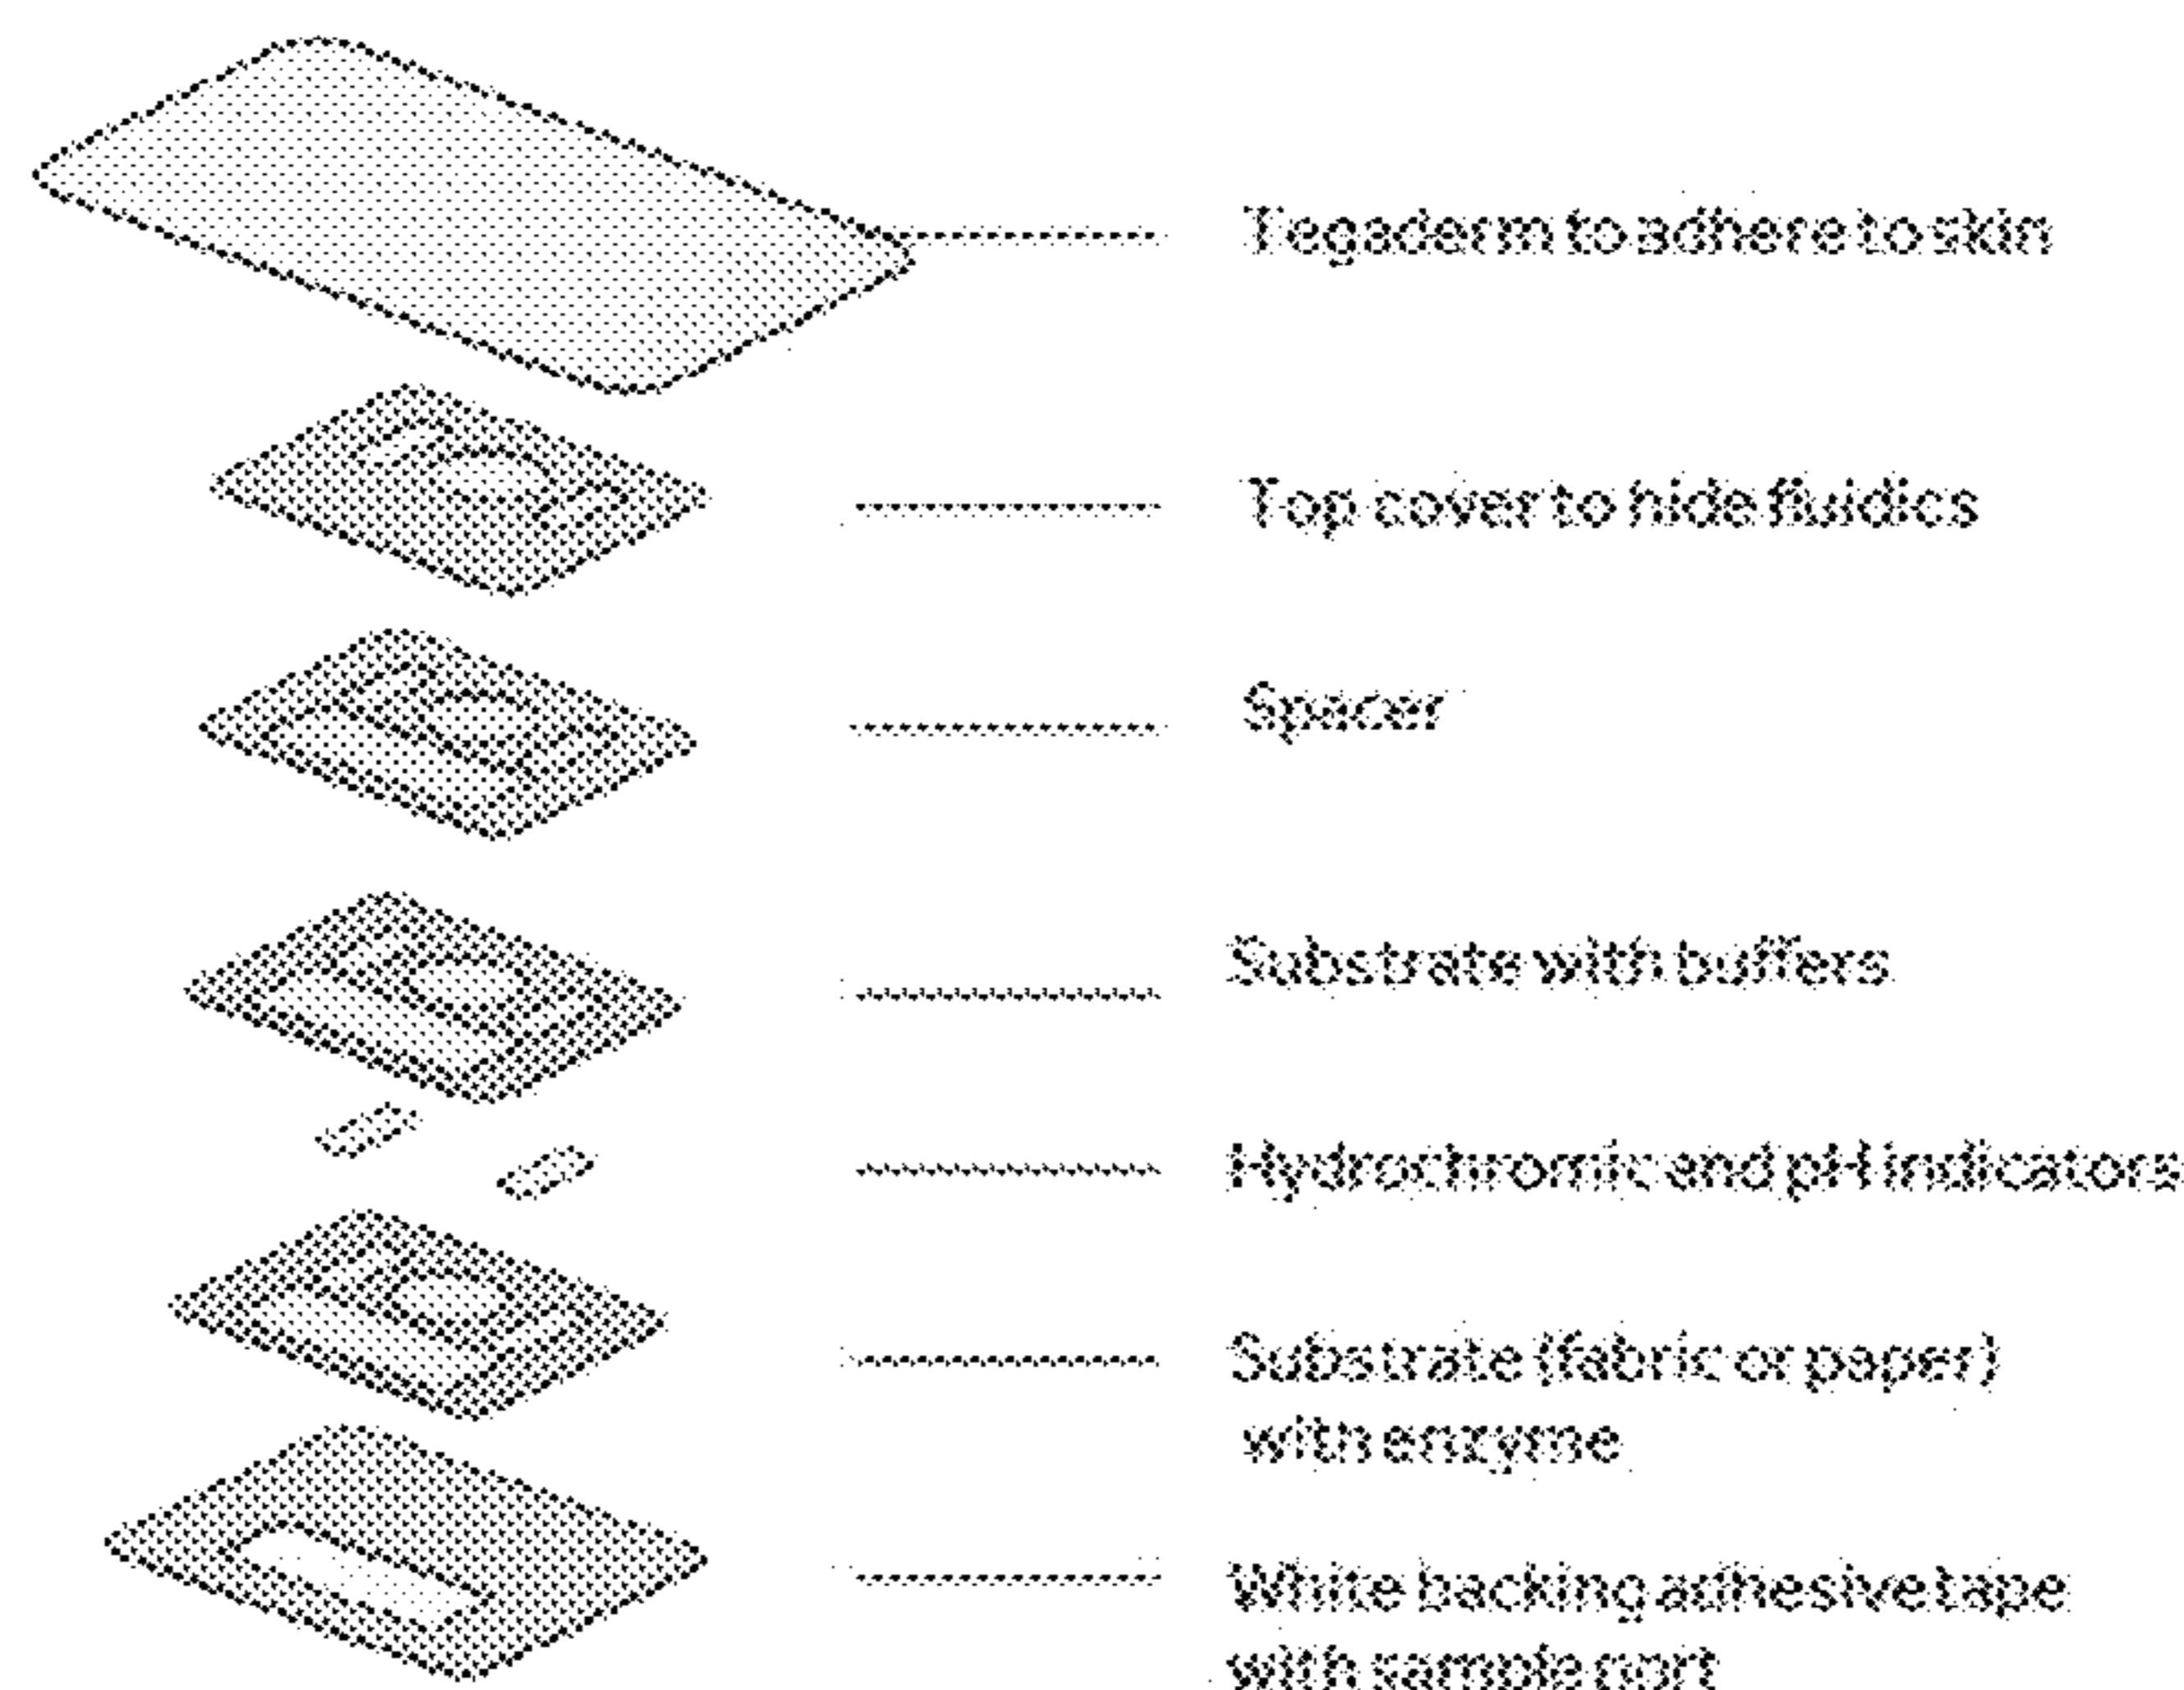 Tegaderm to adhere to skin
Top cover to hide fluidics
Spacer
Substrate with buffers
Hydrochromic and pH indicators
Substrate (fabric or paper)
with enzyme
White backing adhesive tape
with sample port